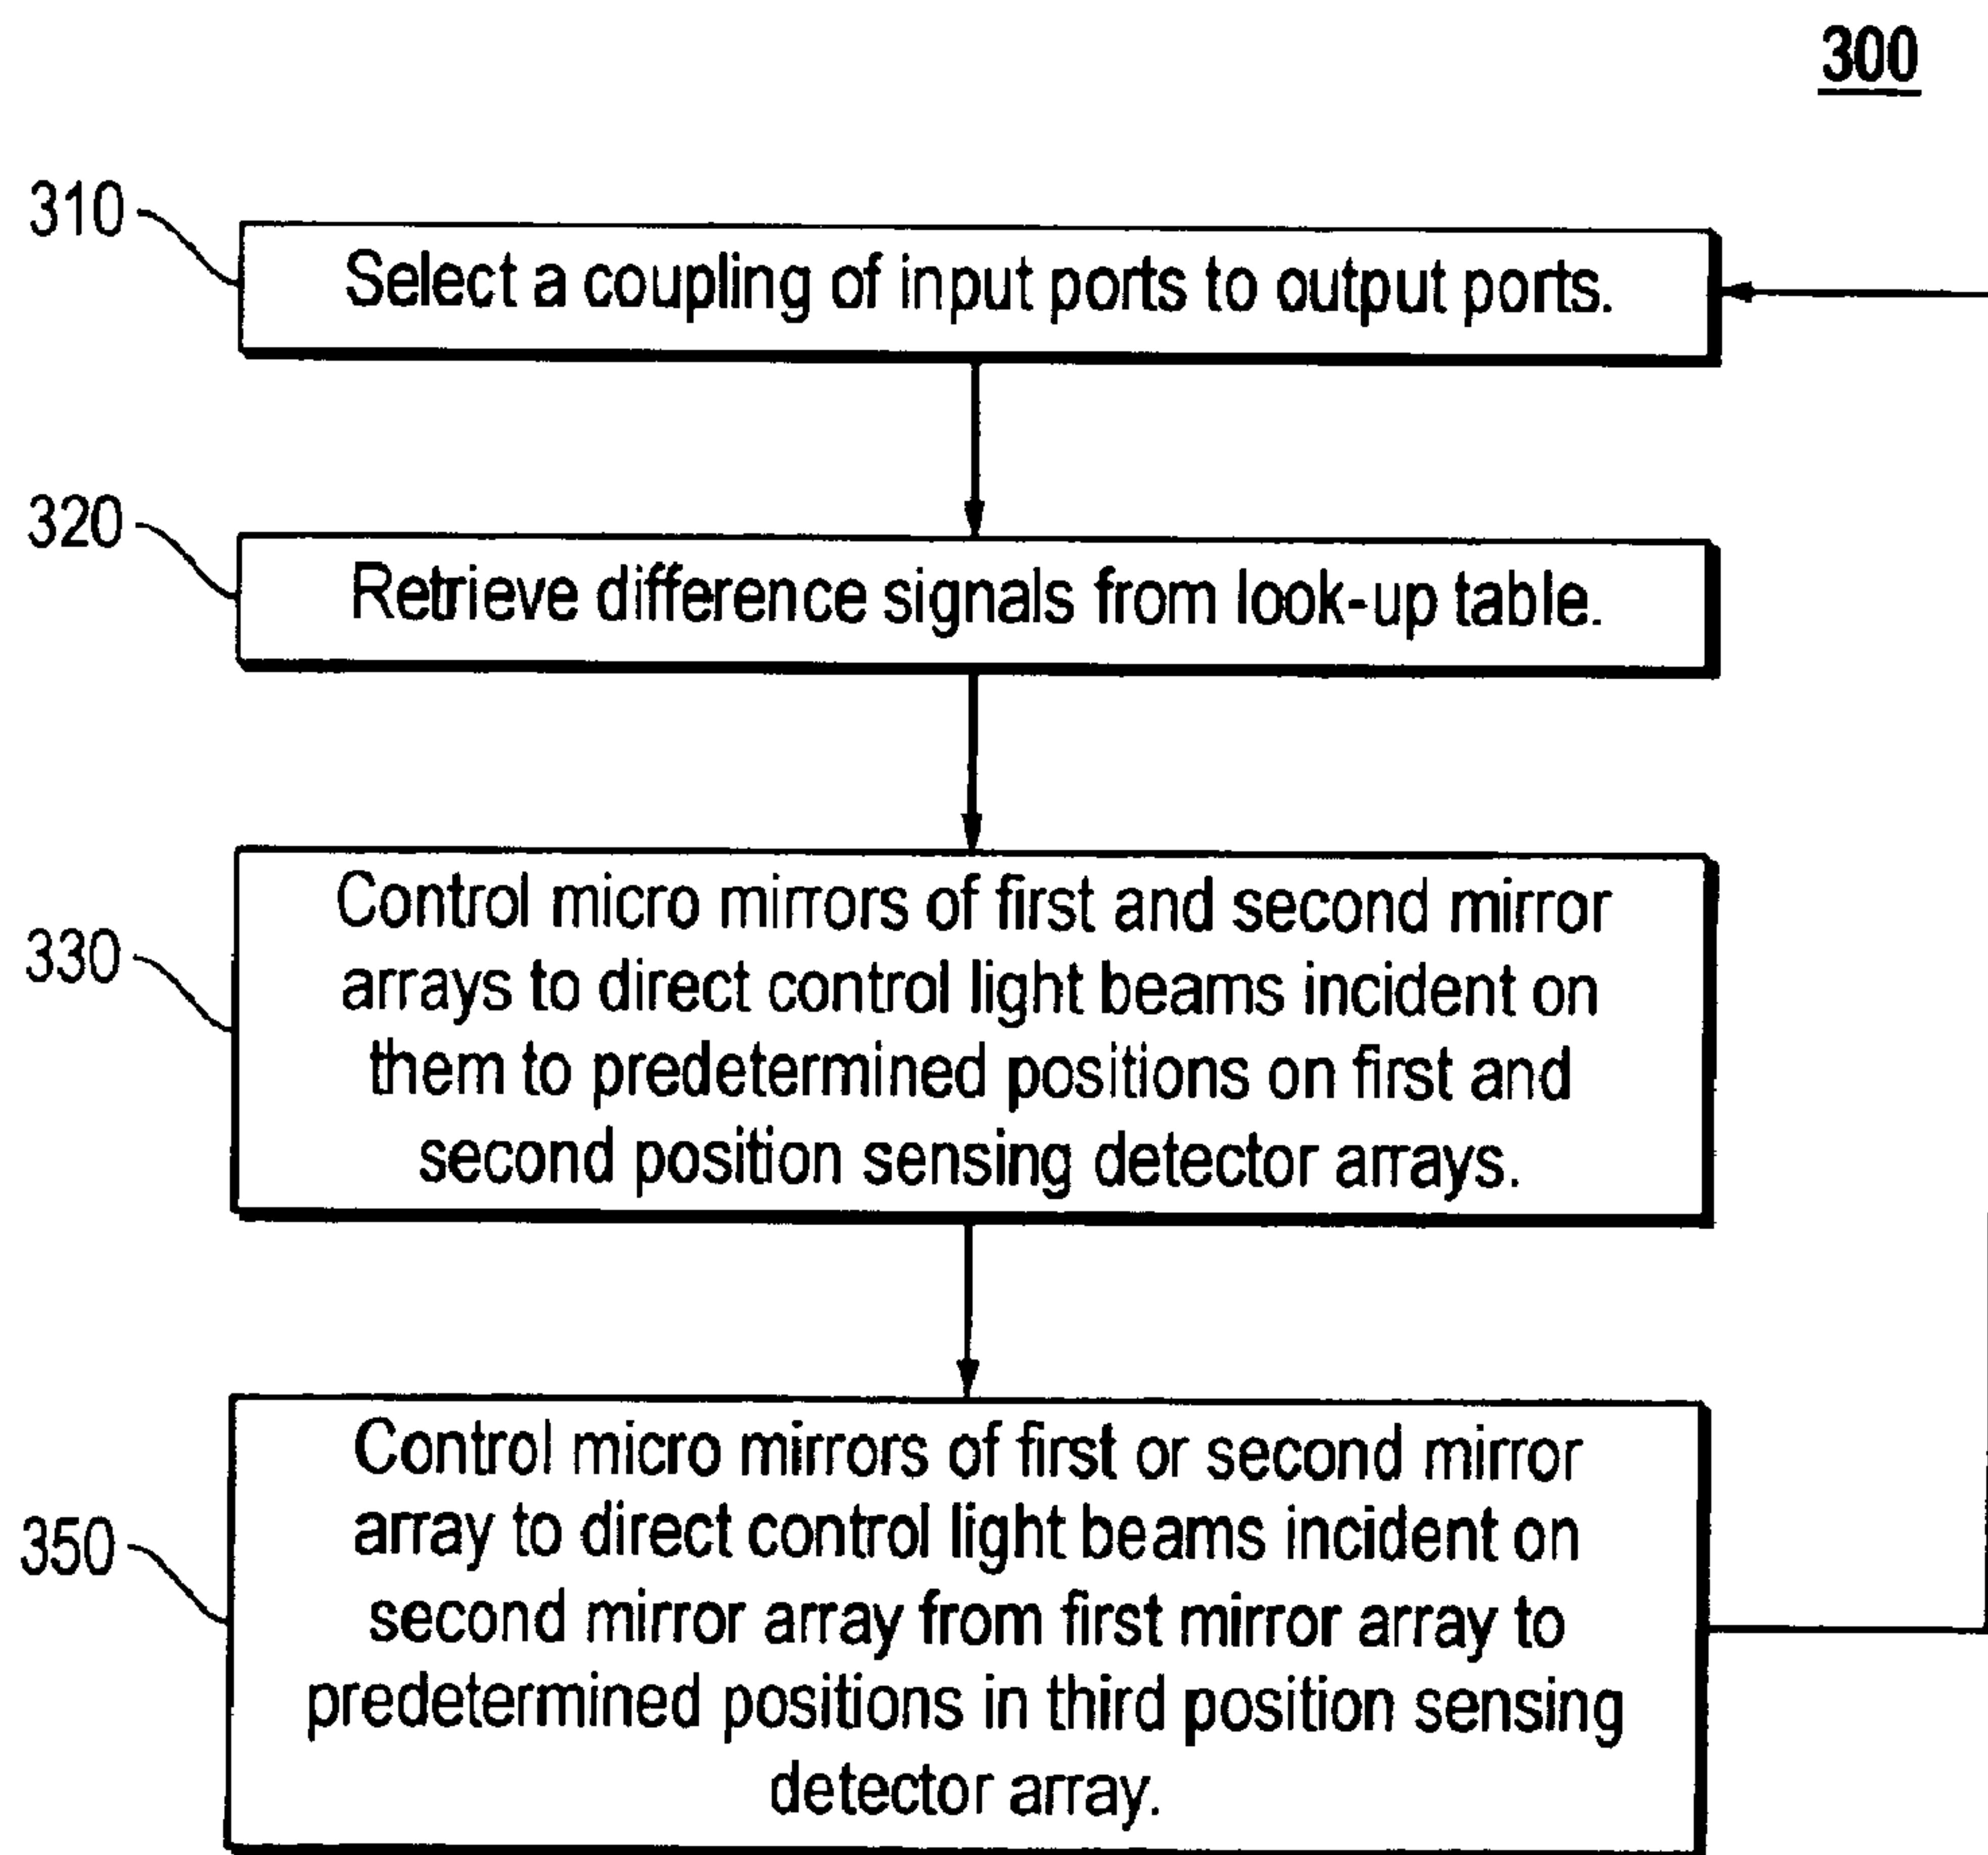 300
310
Select a coupling of input ports to output ports.
320
Retrieve difference signals from look-up table.
330
Control micro mirrors of first and second mirror
arrays to direct control light beams incident on
them to predetermined positions on first and
second position sensing detector arrays.
350
Control micro mirrors of first or second mirror
array to direct control light beams incident on
second mirror array from first mirror array to
predetermined positions in third position sensing
detector array.